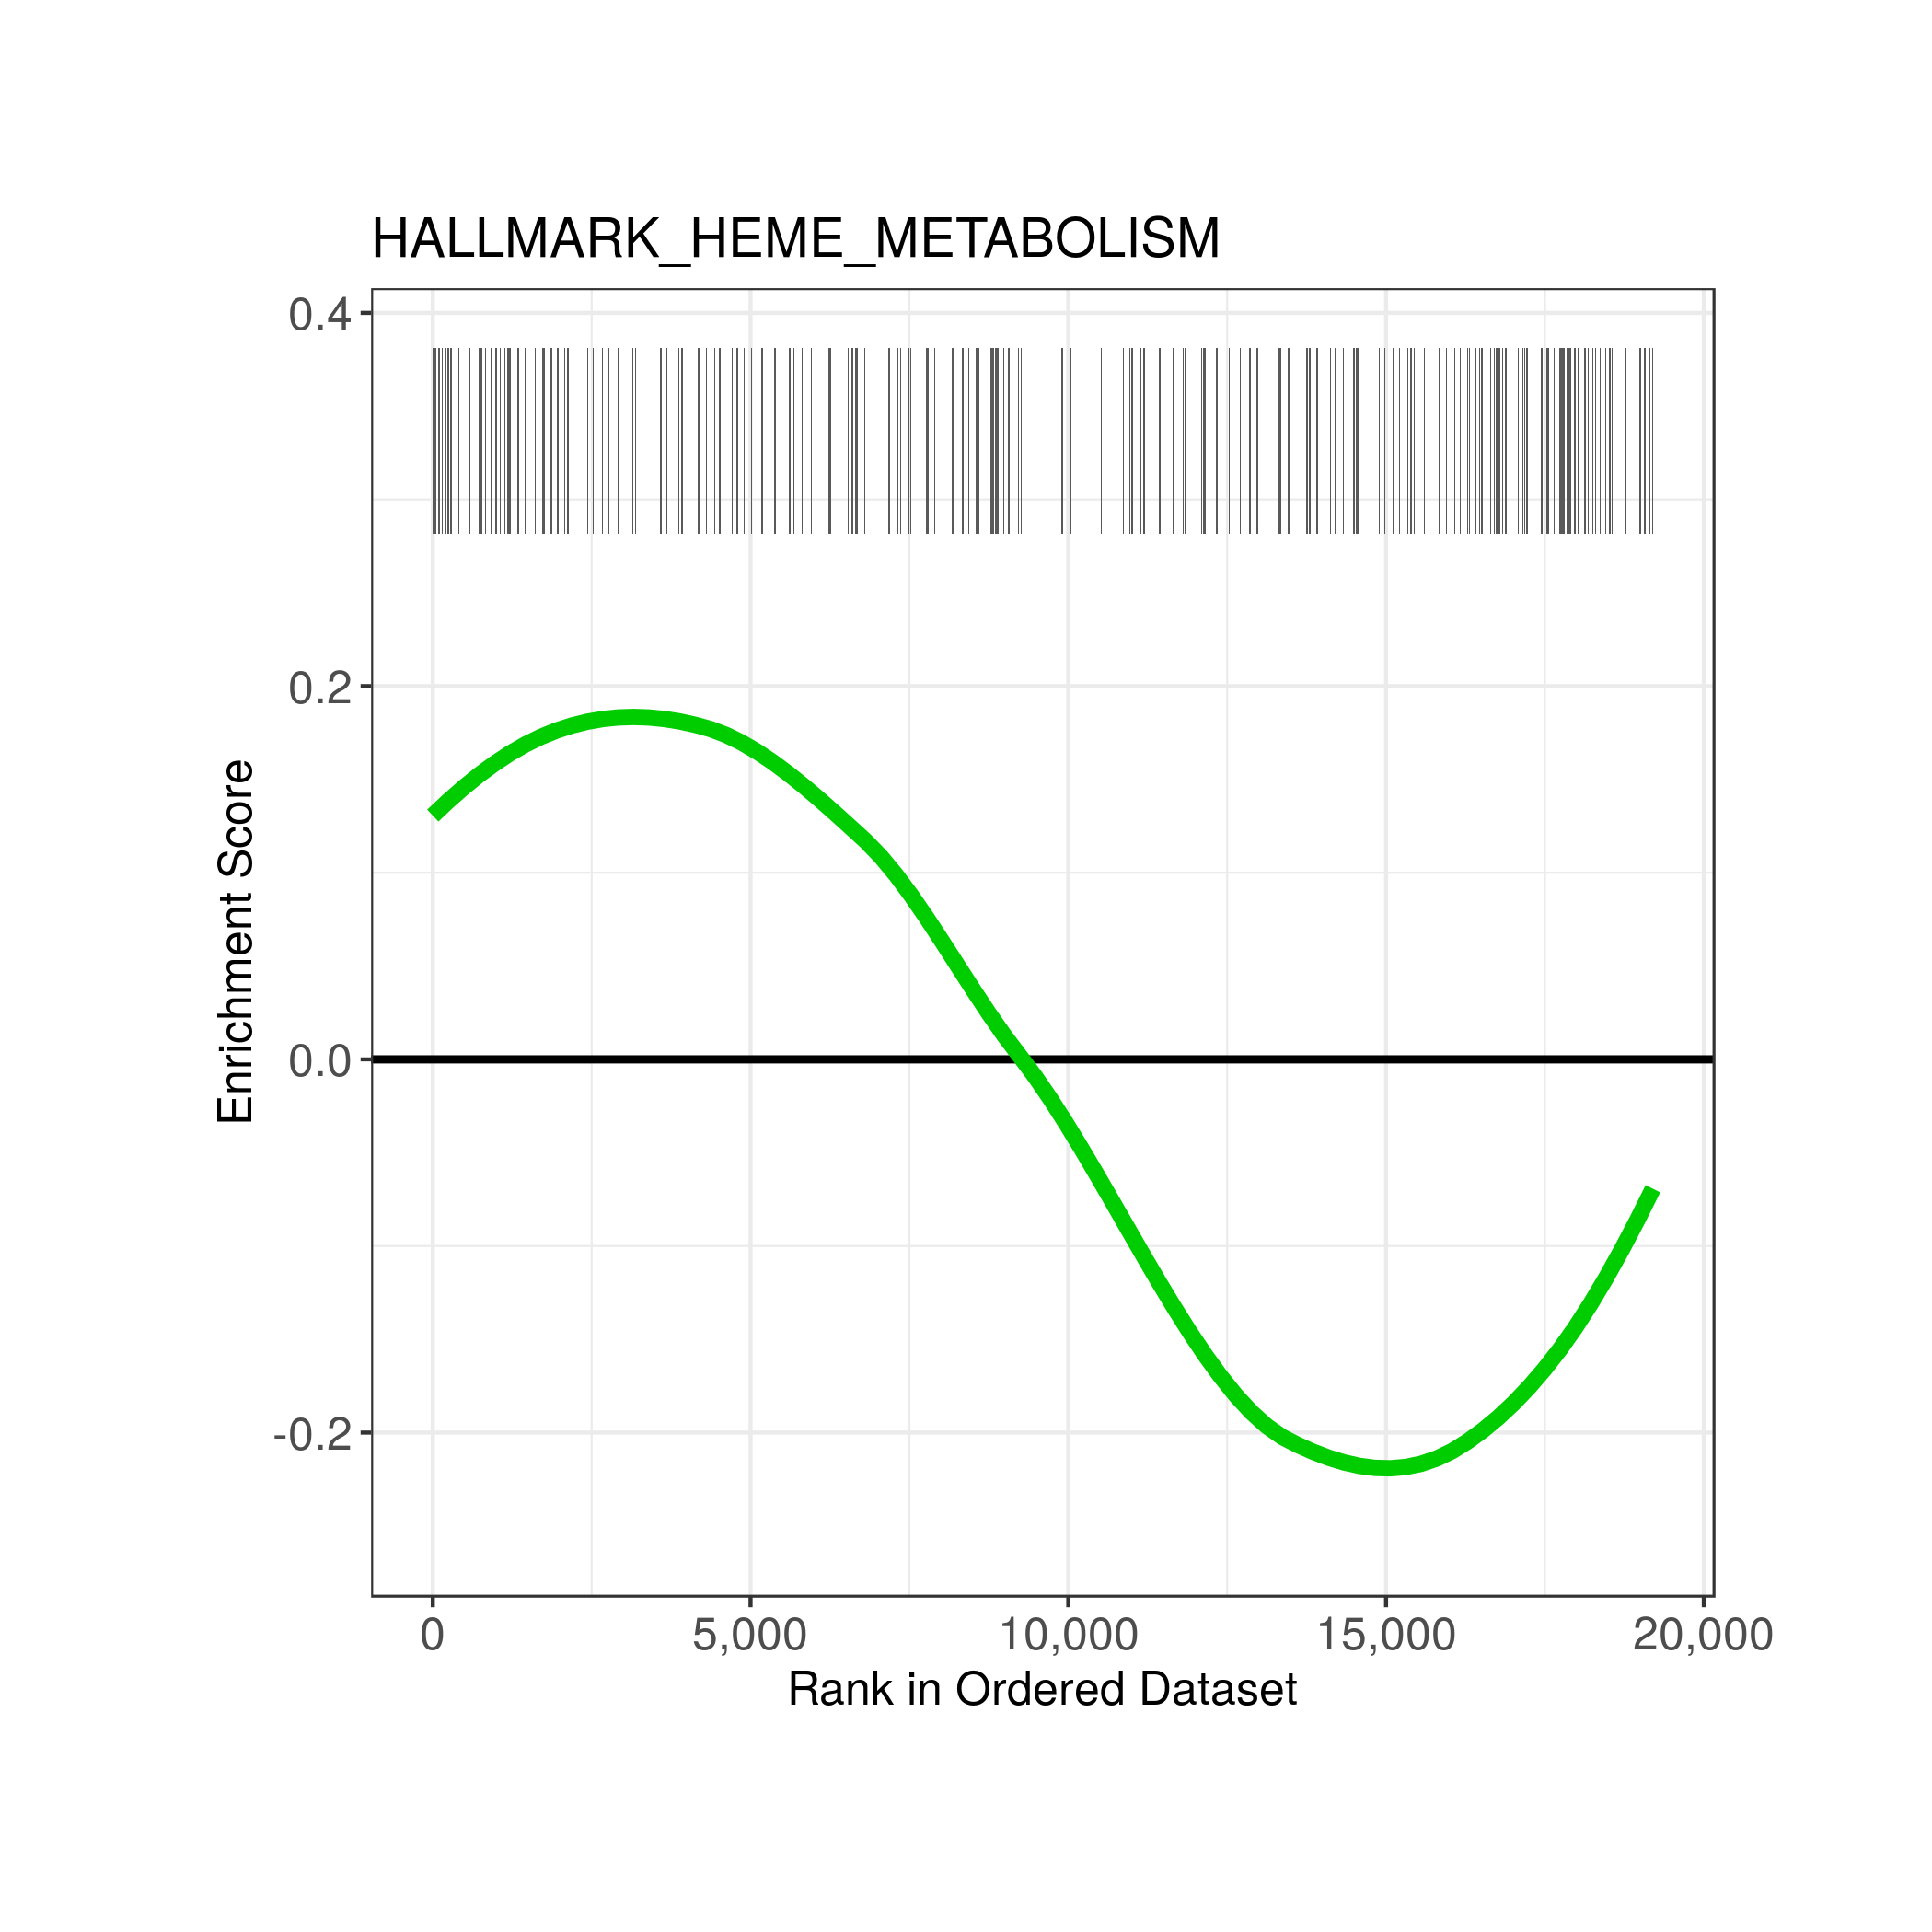 HALLMARK_HEME_METABOLISM
0.4
0.2
0.0
-0.2
Enrichment Score
0 5,000 10,000 15,000 20,000
Rank in Ordered Dataset